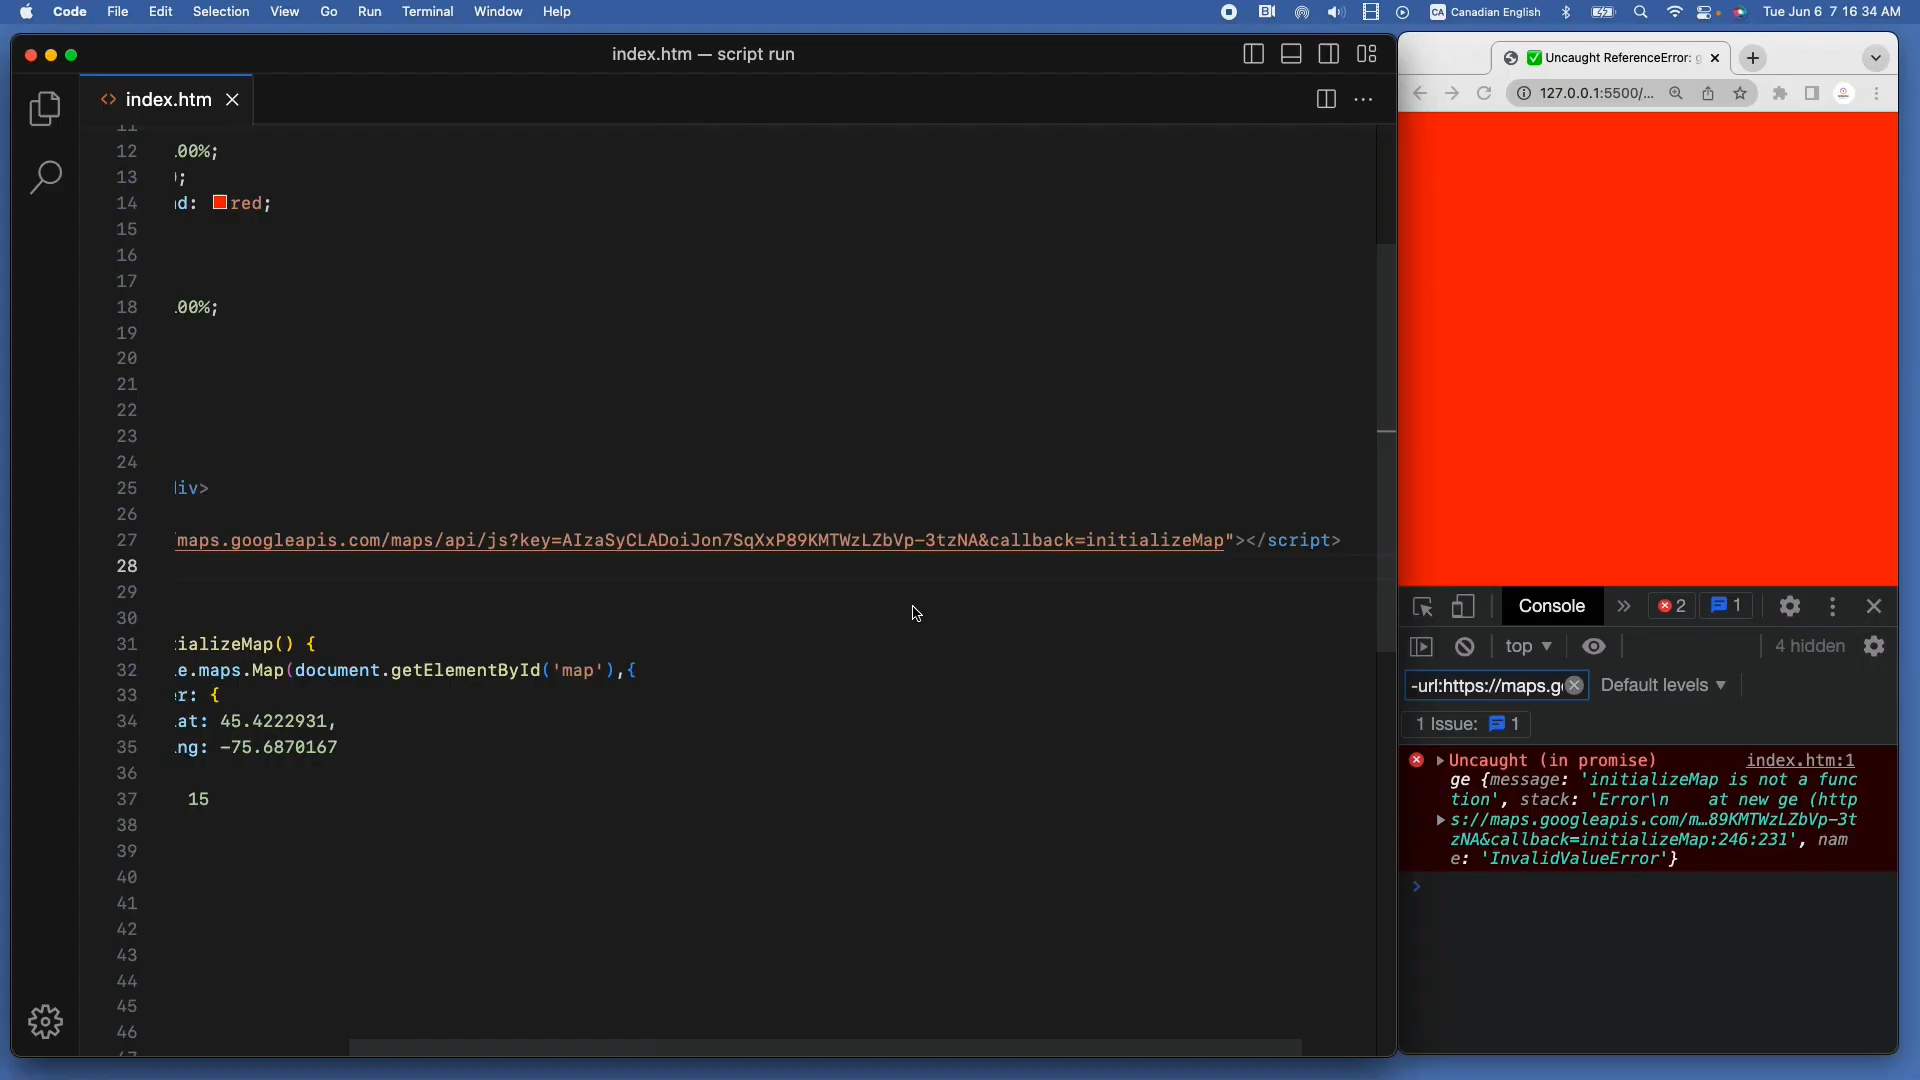 Code File Edit Selection View Go Run Terminal Window Help
CA Canadian English Tue Jun 6 7 16 34 AM
index.htm — script run
index.htm
Uncaught ReferenceError: g
127.0.0.1:5500/...
11
12 .00%;
13 );
14 nd: red;
15
16
17
18 .00%;
19
20
21
22
23
24
25 div>
26
27 maps.googleapis.com/maps/api/js?key=AIzaSyCLADoiJon7SqXxP89KMTWzLZbVp-3tzNA&callback=initializeMap"></script>
28
29
30
31 tializeMap() {
32 e.maps.Map(document.getElementById('map'),{
33 er: {
34 at: 45.4222931,
35 ng: -75.6870167
36
37 15
38
39
40
41
42
43
44
45
46
47
Console » 2 1
top ▼ 4 hidden
-url:https://maps.g Default levels ▼
1 Issue: 1
Uncaught (in promise) index.htm:1
ge {message: 'initializeMap is not a func
tion', stack: 'Error\n    at new ge (http
s://maps.googleapis.com/m…89KMTWzLZbVp-3t
zNA&callback=initializeMap:246:231', nam
e: 'InvalidValueError'}